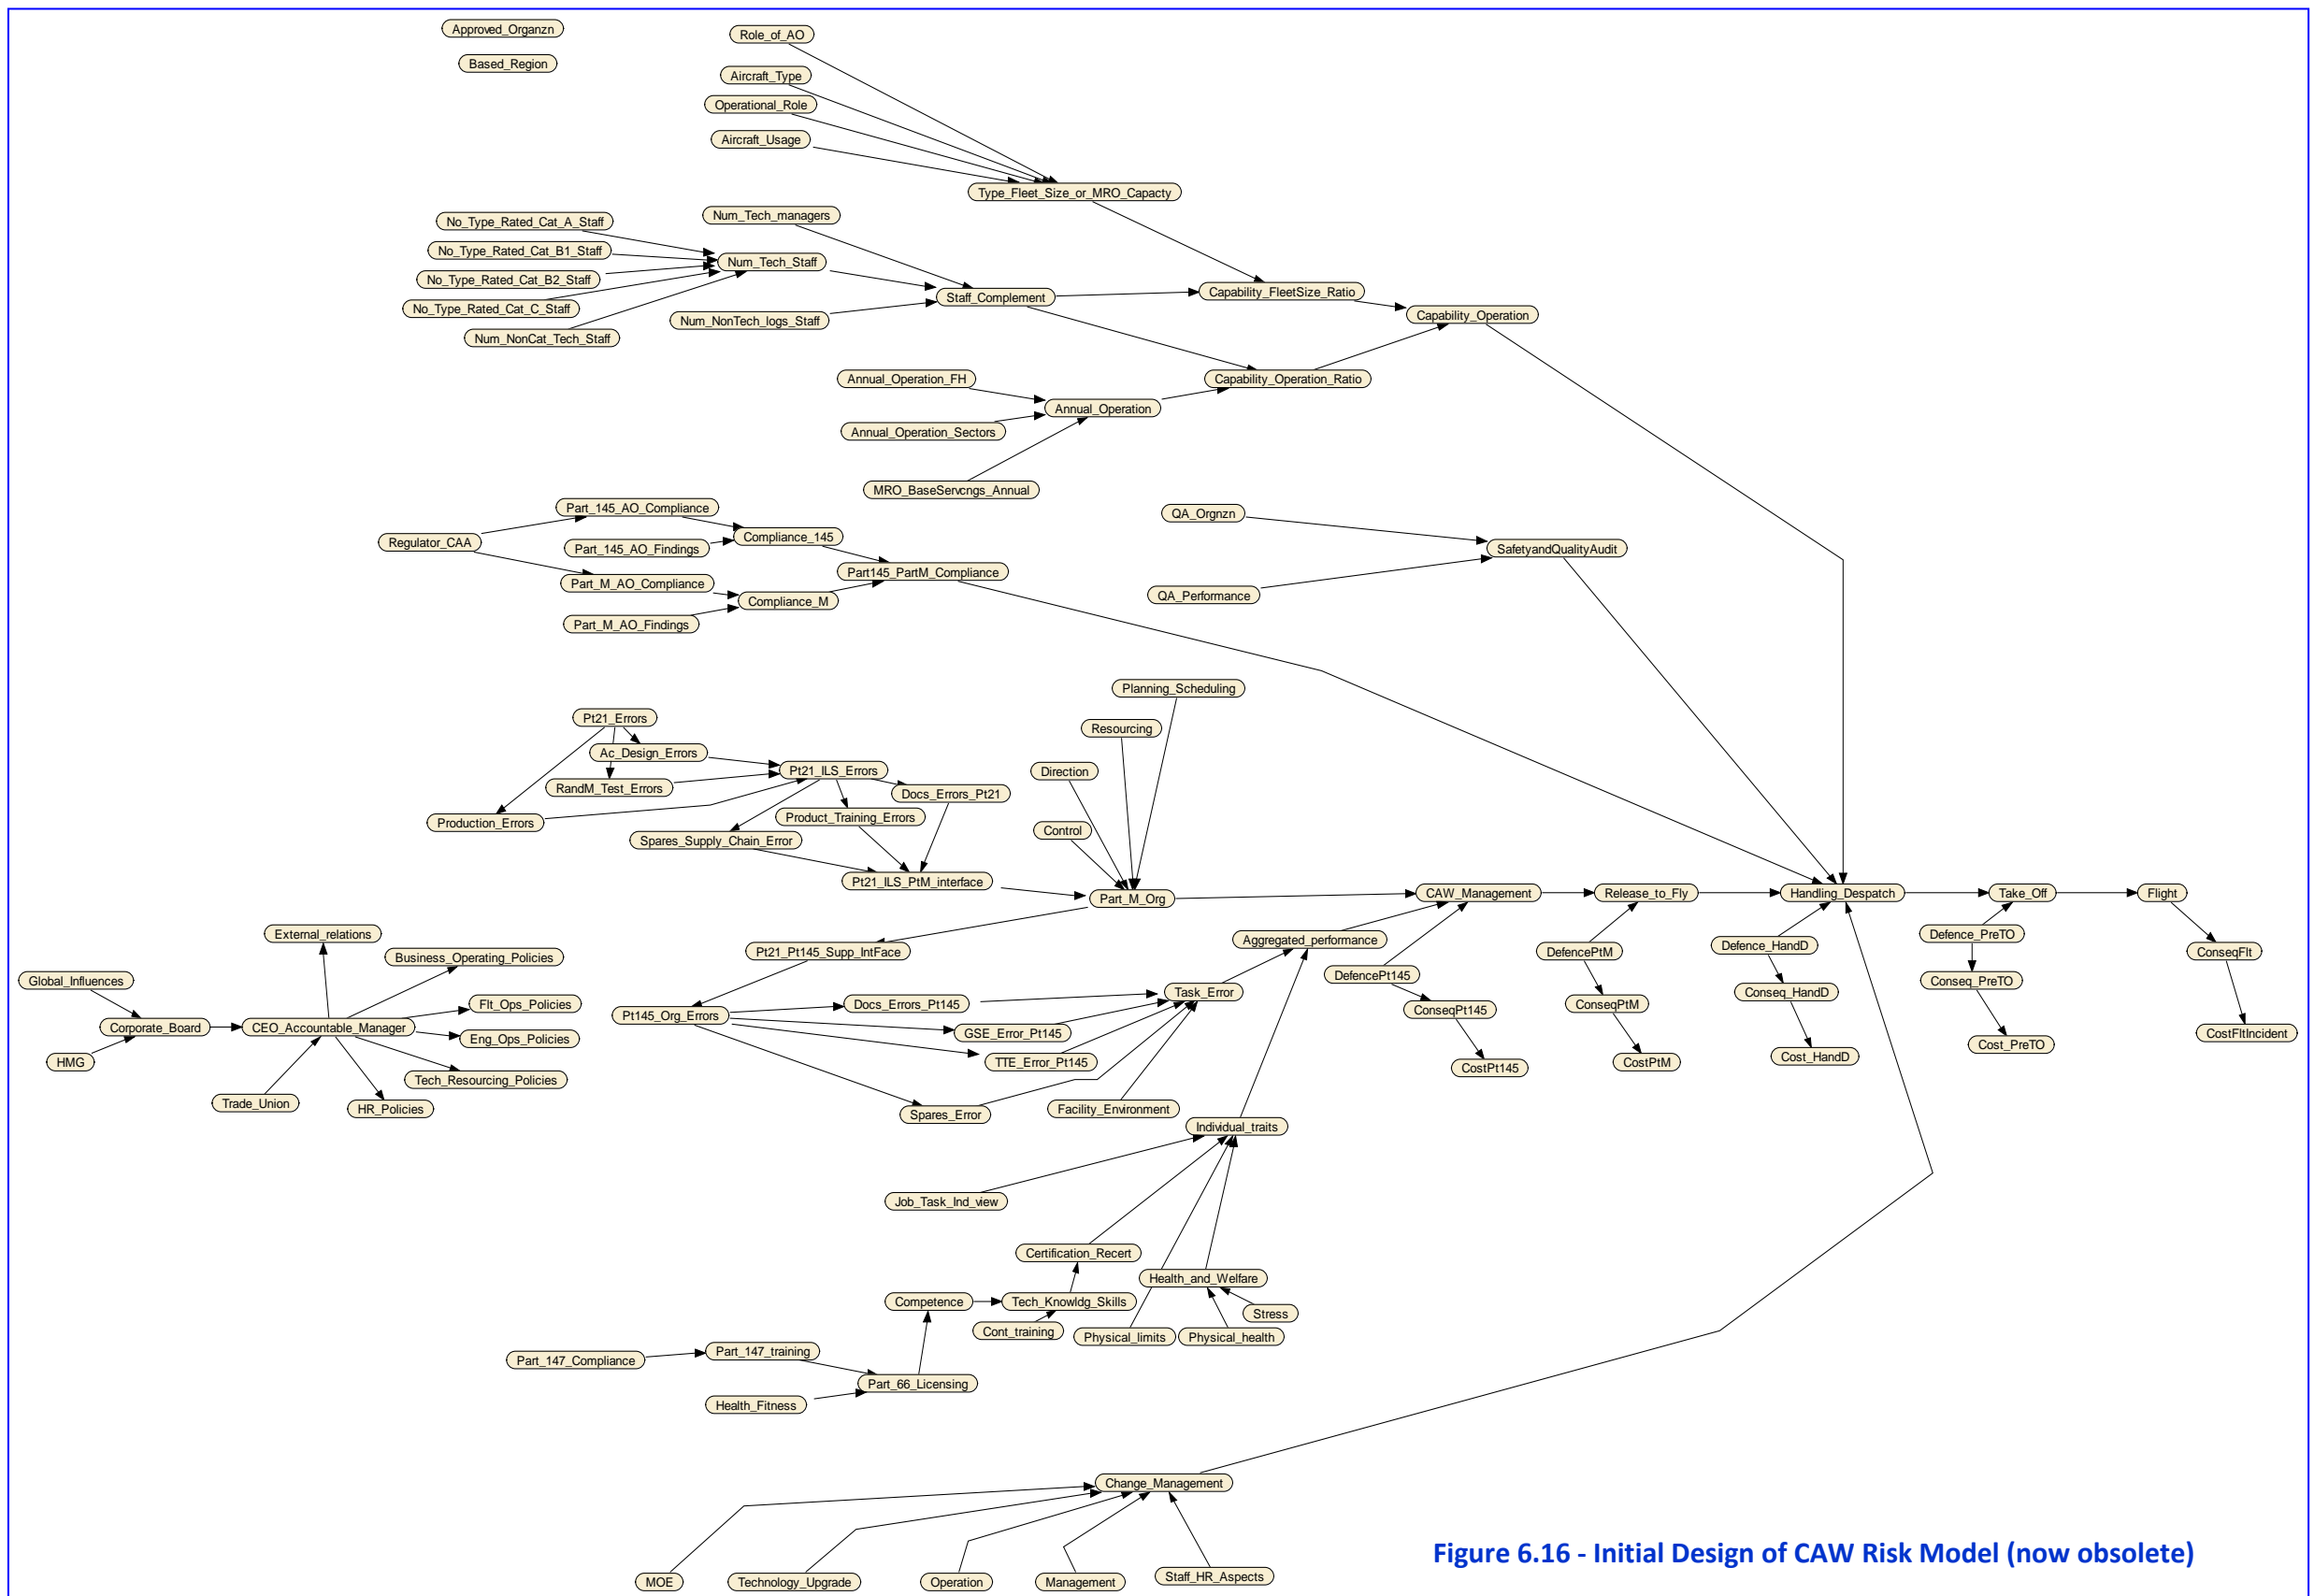 Approved_Organzn
Role_of_AO
Based_Region
Aircraft_Type
Operational_Role
Aircraft_Usage
Type_Fleet_Size_or_MRO_Capacty
Num_Tech_managers
No_Type_Rated_Cat_A_Staff
No_Type_Rated_Cat_B1_Staff
Num_Tech_Staff
No_Type_Rated_Cat_B2_Staff
Capability_FleetSize_Ratio
Staff_Complement
No_Type_Rated_Cat_C_Staff
Capability_Operation
Num_NonTech_logs_Staff
Num_NonCat_Tech_Staff
Annual_Operation_FH
Capability_Operation_Ratio
Annual_Operation
Annual_Operation_Sectors
MRO_BaseServcngs_Annual
Part_145_AO_Compliance
QA_Orgnzn
Compliance_145
Regulator_CAA
Part_145_AO_Findings
SafetyandQualityAudit
Part145_PartM_Compliance
Part_M_AO_Compliance
QA_Performance
Compliance_M
Part_M_AO_Findings
Planning_Scheduling
Pt21_Errors
Resourcing
Ac_Design_Errors
Pt21_ILS_Errors
Direction
RandM_Test_Errors
Docs_Errors_Pt21
Product_Training_Errors
Production_Errors
Control
Spares_Supply_Chain_Error
Pt21_ILS_PtM_interface
Part_M_Org
CAW_Management
Release_to_Fly
Handling_Despatch
Take_Off
Flight
External_relations
Defence_PreTO
Aggregated_performance
Defence_HandD
Pt21_Pt145_Supp_IntFace
DefencePtM
ConseqFlt
Business_Operating_Policies
DefencePt145
Global_Influences
Conseq_PreTO
Task_Error
Conseq_HandD
Flt_Ops_Policies
Docs_Errors_Pt145
ConseqPtM
ConseqPt145
Pt145_Org_Errors
Corporate_Board
CEO_Accountable_Manager
GSE_Error_Pt145
CostFltIncident
Eng_Ops_Policies
Cost_PreTO
Cost_HandD
HMG
TTE_Error_Pt145
CostPtM
CostPt145
Tech_Resourcing_Policies
Trade_Union
HR_Policies
Facility_Environment
Spares_Error
Individual_traits
Job_Task_Ind_view
Certification_Recert
Health_and_Welfare
Competence
Tech_Knowldg_Skills
Stress
Cont_training
Physical_limits
Physical_health
Part_147_training
Part_147_Compliance
Part_66_Licensing
Health_Fitness
Change_Management
Figure 6.16 - Initial Design of CAW Risk Model (now obsolete)
MOE
Technology_Upgrade
Operation
Management
Staff_HR_Aspects